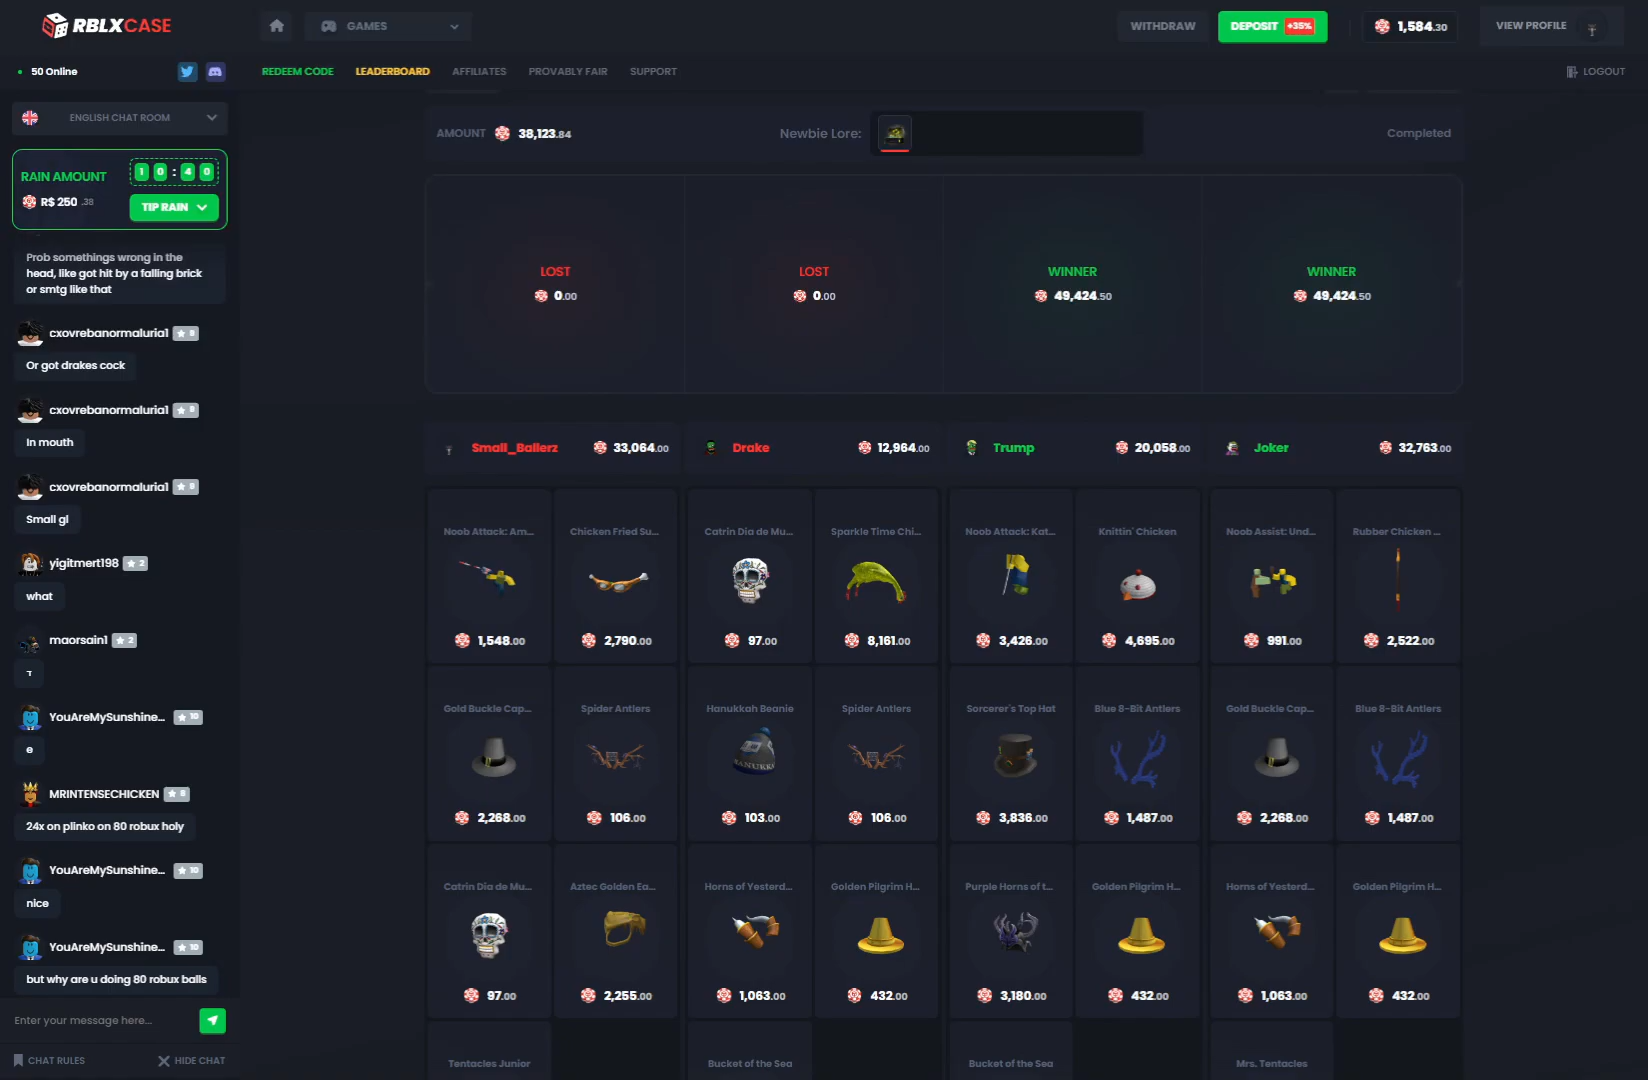 RBLXCASE
GAMES
WITHDRAW
DEPOSIT +35%
1,584.30
VIEW PROFILE
50 Online
REDEEM CODE
LEADERBOARD
AFFILIATES
PROVABLY FAIR
SUPPORT
LOGOUT
ENGLISH CHAT ROOM
RAIN AMOUNT
1 0 : 4 0
R$ 250 .38
TIP RAIN
Prob somethings wrong in the
head, like got hit by a falling brick
or smtg like that
cxovrebanormaluria1 8
Or got drakes cock
cxovrebanormaluria1 8
In mouth
cxovrebanormaluria1 8
Small gl
yigitmert198 2
what
maorsain1 2
YouAreMySunshine... 10
e
MRINTENSECHICKEN 8
24x on plinko on 80 robux holy
YouAreMySunshine... 10
nice
YouAreMySunshine... 10
but why are u doing 80 robux balls
Enter your message here...
CHAT RULES
HIDE CHAT
AMOUNT 38,123.84
Newbie Lore:
Completed
LOST
0.00
LOST
0.00
WINNER
49,424.50
WINNER
49,424.50
Small_Ballerz 33,064.00
Drake 12,964.00
Trump 20,058.00
Joker 32,763.00
Noob Attack: Am...
Chicken Fried Su...
Catrin Dia de Mu...
Sparkle Time Chi...
Noob Attack: Kat...
Knittin' Chicken
Noob Assist: Und...
Rubber Chicken ...
1,548.00
2,790.00
97.00
8,161.00
3,426.00
4,695.00
991.00
2,522.00
Gold Buckle Cap...
Spider Antlers
Hanukkah Beanie
Spider Antlers
Sorcerer's Top Hat
Blue 8-Bit Antlers
Gold Buckle Cap...
Blue 8-Bit Antlers
2,268.00
106.00
103.00
106.00
3,836.00
1,487.00
2,268.00
1,487.00
Catrin Dia de Mu...
Aztec Golden Ea...
Horns of Yesterd...
Golden Pilgrim H...
Purple Horns of t...
Golden Pilgrim H...
Horns of Yesterd...
Golden Pilgrim H...
97.00
2,255.00
1,063.00
432.00
3,180.00
432.00
1,063.00
432.00
Tentacles Junior
Bucket of the Sea
Bucket of the Sea
Mrs. Tentacles